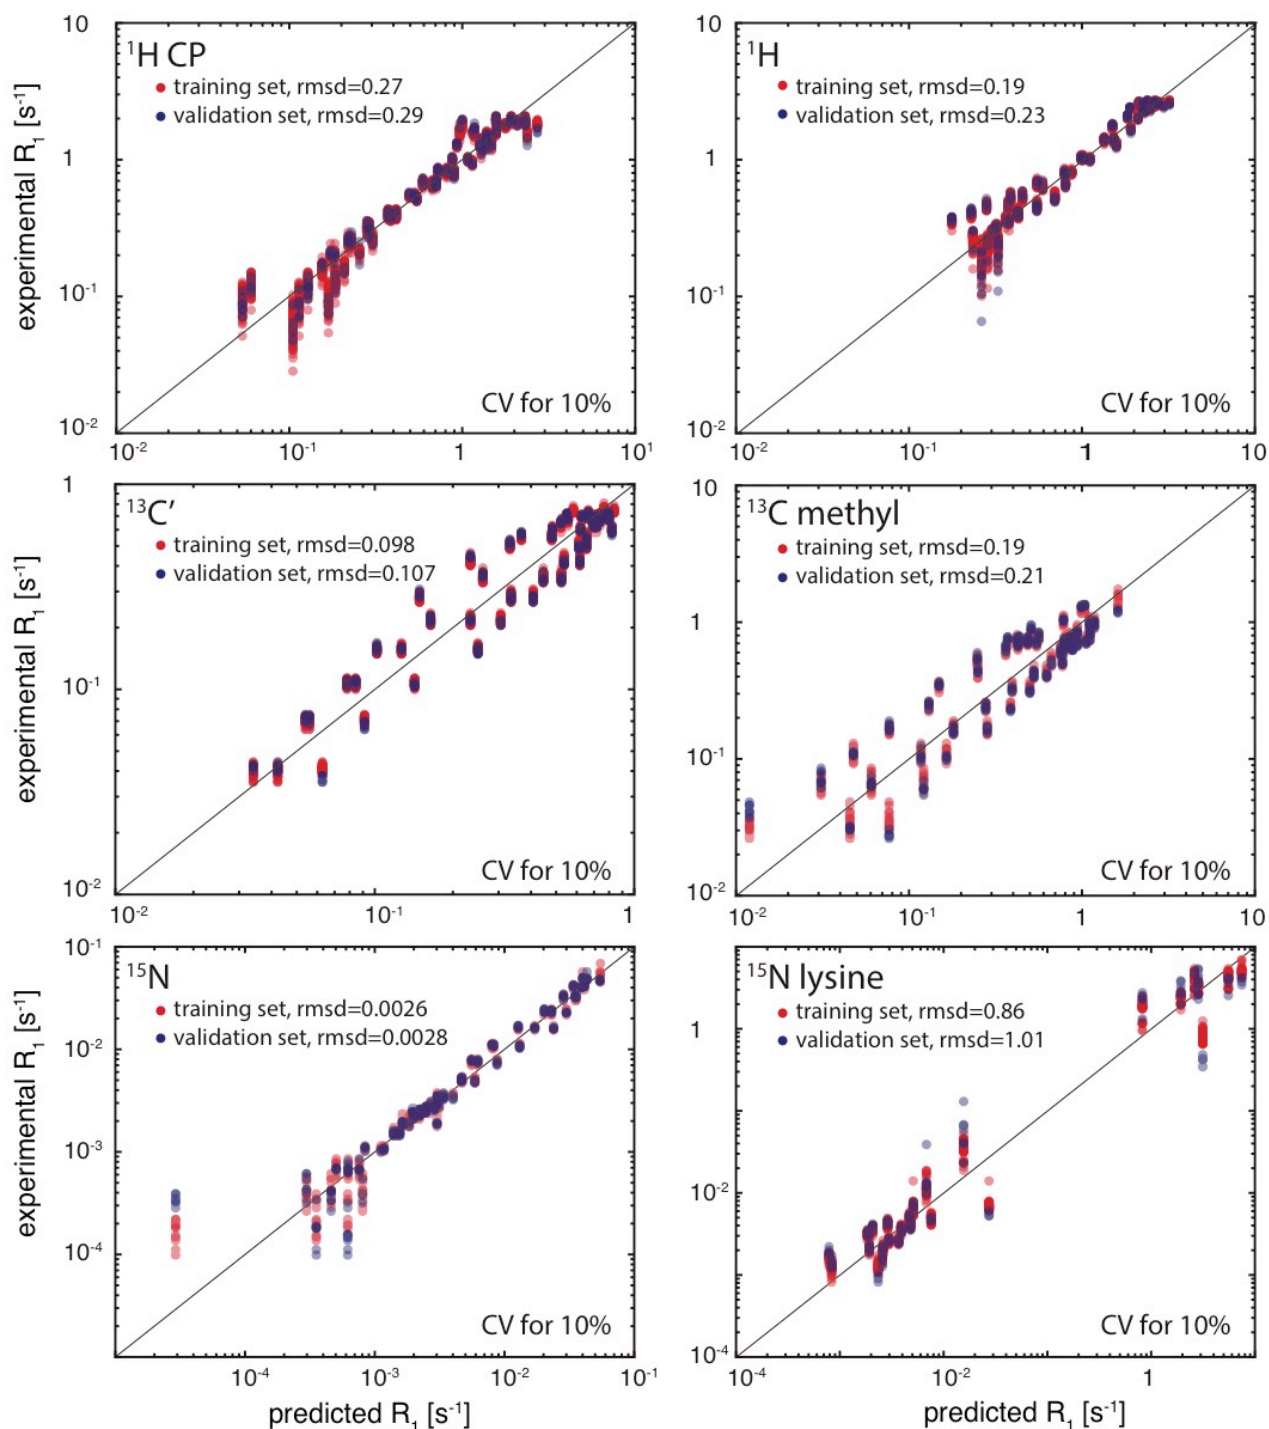 ¹H CP
training set, rmsd=0.27
validation set, rmsd=0.29
CV for 10%
experimental R₁ [s⁻¹]
10
1
10⁻¹
10⁻²
10⁻² 10⁻¹ 1 10¹
¹H
training set, rmsd=0.19
validation set, rmsd=0.23
CV for 10%
10
1
10⁻¹
10⁻²
10⁻² 10⁻¹ 1 10
¹³C′
training set, rmsd=0.098
validation set, rmsd=0.107
CV for 10%
experimental R₁ [s⁻¹]
1
10⁻¹
10⁻²
10⁻² 10⁻¹ 1
¹³C methyl
training set, rmsd=0.19
validation set, rmsd=0.21
CV for 10%
10
1
10⁻¹
10⁻²
10⁻² 10⁻¹ 1 10
¹⁵N
training set, rmsd=0.0026
validation set, rmsd=0.0028
CV for 10%
experimental R₁ [s⁻¹]
10⁻¹
10⁻²
10⁻³
10⁻⁴
10⁻⁴ 10⁻³ 10⁻² 10⁻¹
predicted R₁ [s⁻¹]
¹⁵N lysine
training set, rmsd=0.86
validation set, rmsd=1.01
CV for 10%
1
10⁻²
10⁻⁴
10⁻⁴ 10⁻² 1
predicted R₁ [s⁻¹]